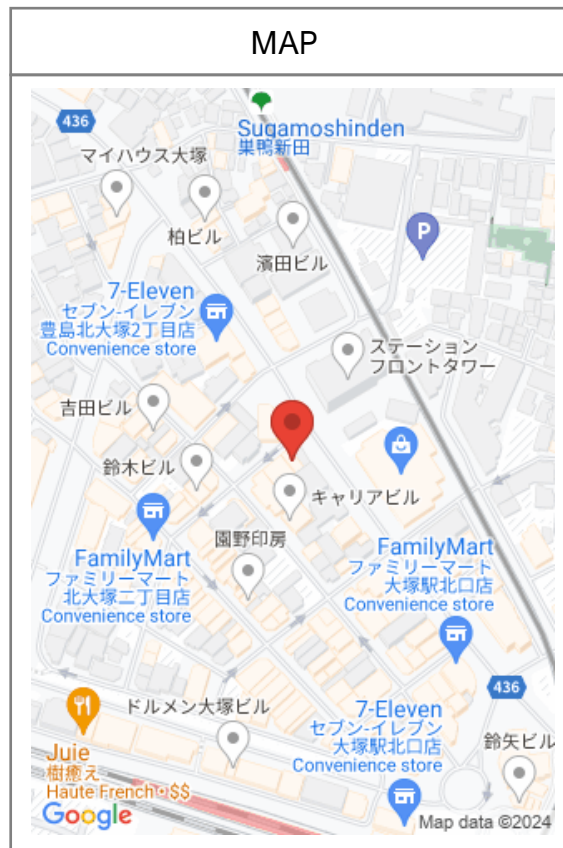 MAP
436
Sugamoshinden
巣鴨新田
マイハウス大塚
柏ビル
濱田ビル
P
7-Eleven
セブン-イレブン
豊島北大塚2丁目店
Convenience store
ステーション
フロントタワー
吉田ビル
鈴木ビル
キャリアビル
園野印房
FamilyMart
ファミリーマート
北大塚二丁目店
Convenience store
FamilyMart
ファミリーマート
大塚駅北口店
Convenience store
436
ドルメン大塚ビル
7-Eleven
セブン-イレブン
大塚駅北口店
Convenience store
鈴矢ビル
Juie
樹癒え
Haute French・$$
Google
Map data ©2024